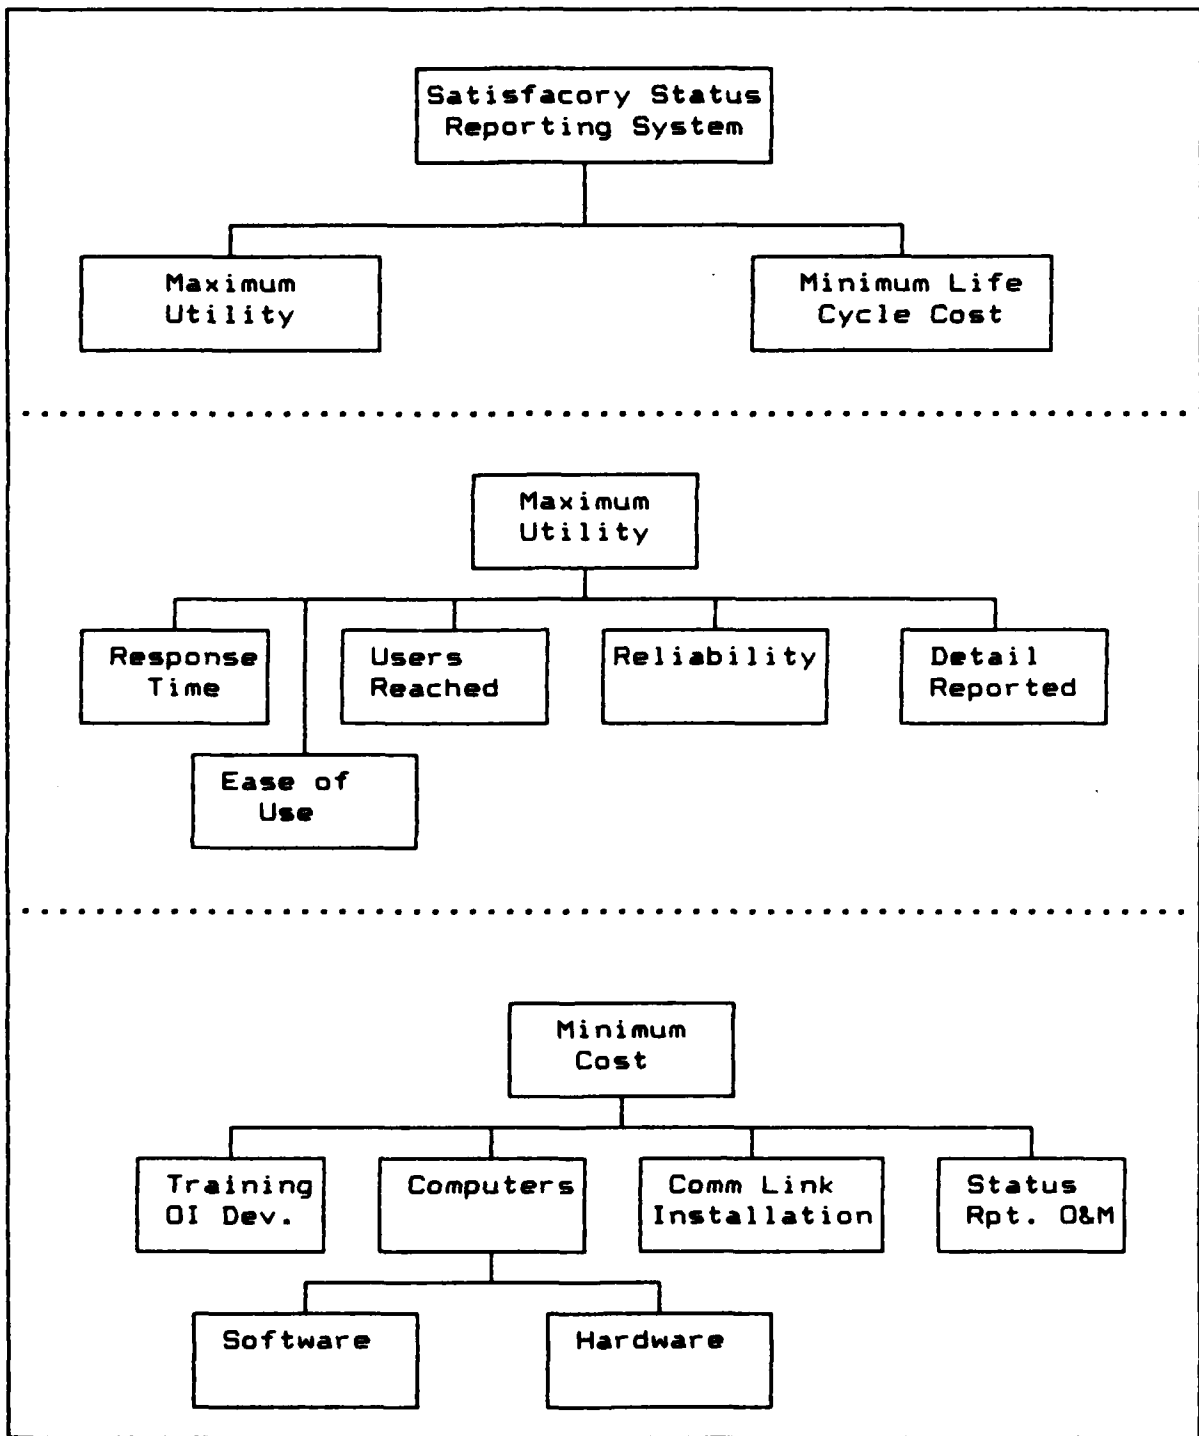 Satisfacory Status
Reporting System
Maximum
Utility
Minimum Life
Cycle Cost
Maximum
Utility
Response
Time
Users
Reached
Reliability
Detail
Reported
Ease of
Use
Minimum
Cost
Training
OI Dev.
Computers
Comm Link
Installation
Status
Rpt. O&M
Software
Hardware